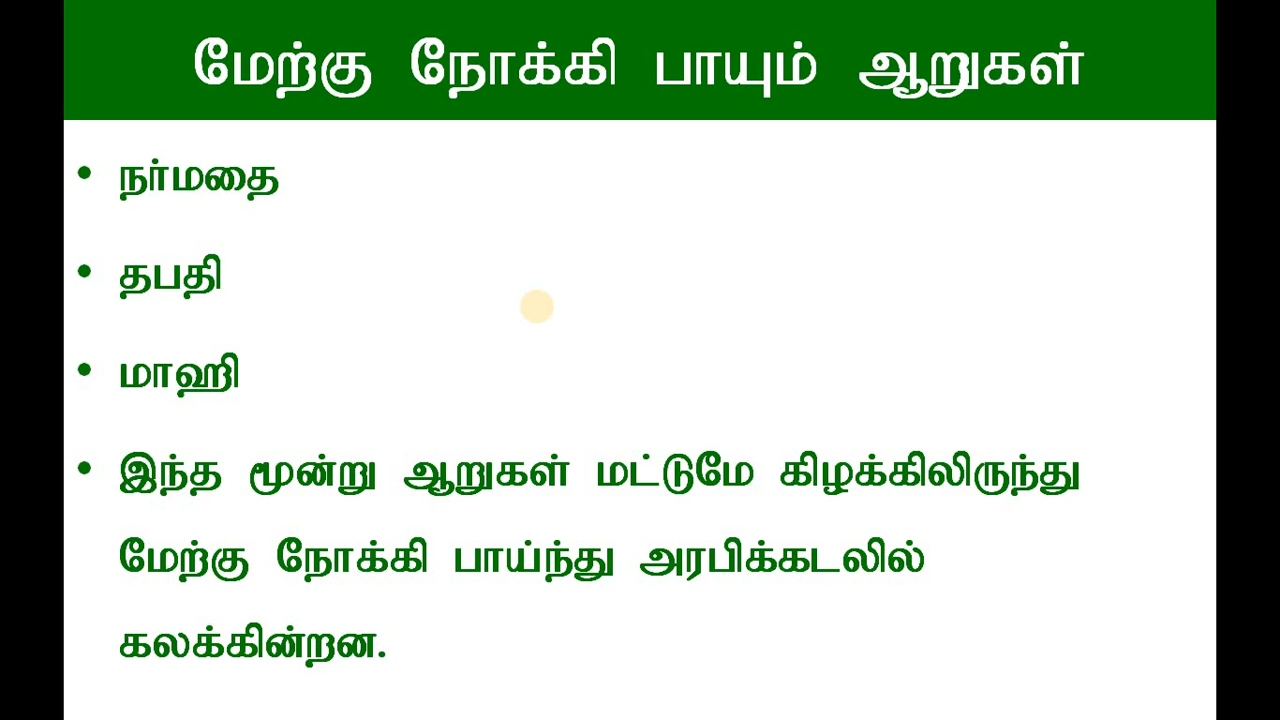 மேற்கு நோக்கி பாயும் ஆறுகள்
• நர்மதை
• தபதி
• மாஹி
• இந்த மூன்று ஆறுகள் மட்டுமே கிழக்கிலிருந்து
மேற்கு நோக்கி பாய்ந்து அரபிக்கடலில்
கலக்கின்றன.